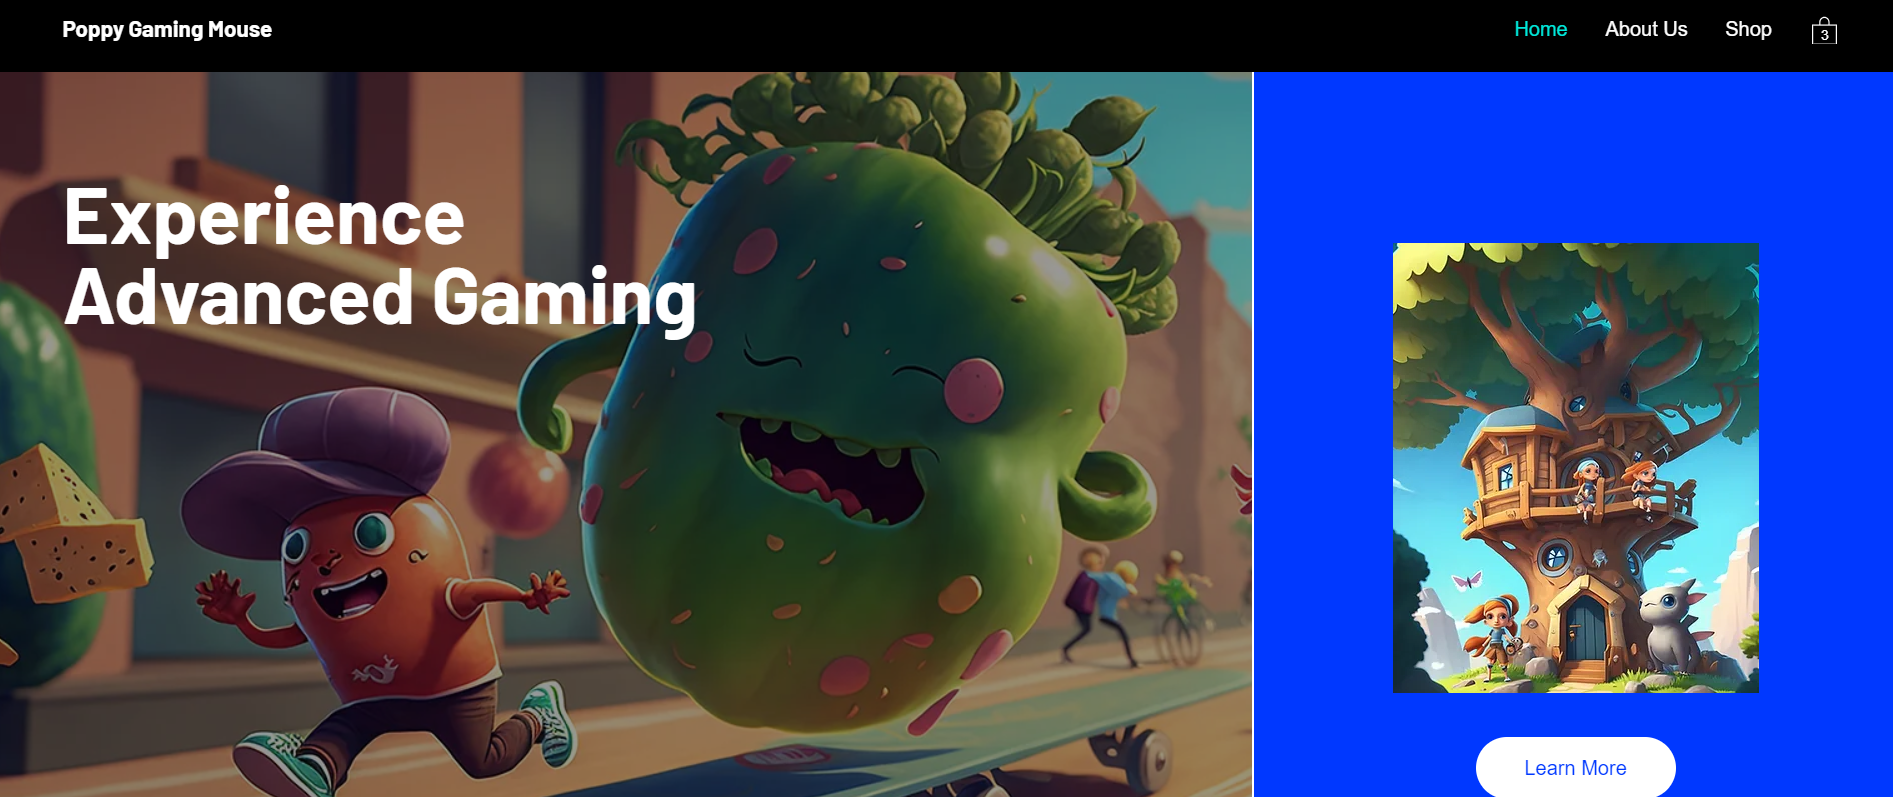 Poppy Gaming Mouse
Home
About Us
Shop
3
Experience
Advanced Gaming
Learn More